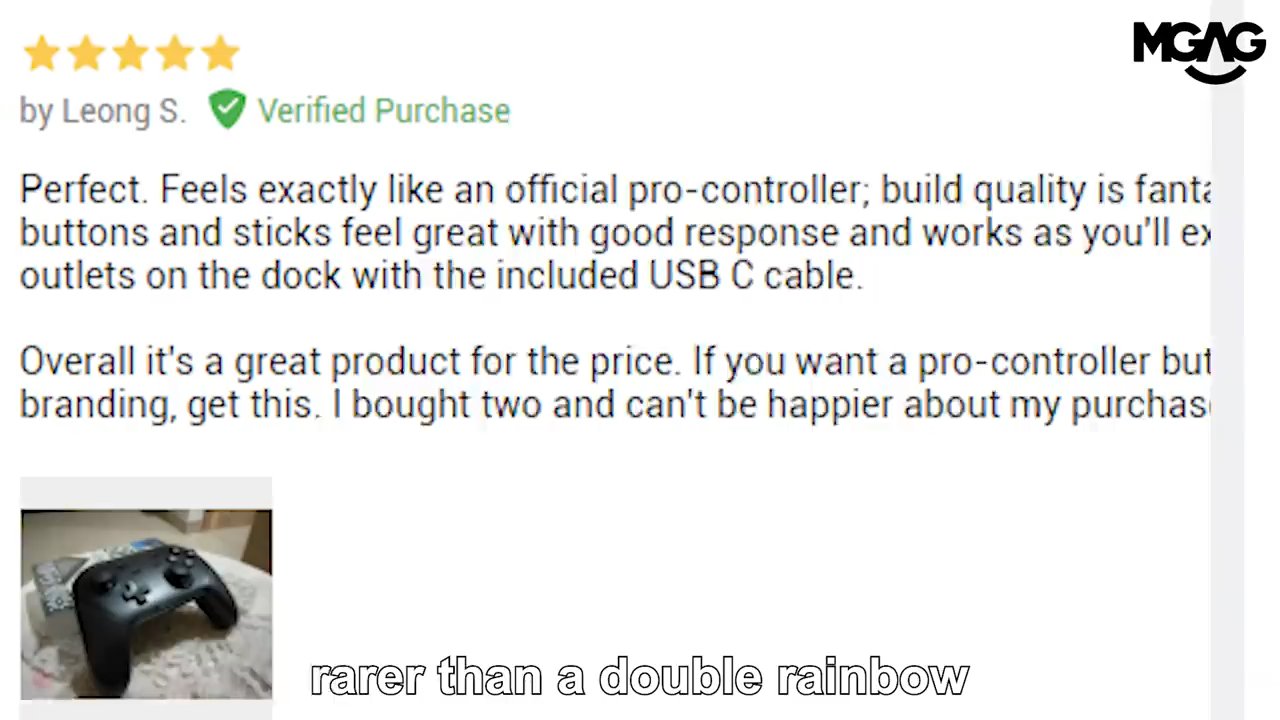 MGAG
by Leong S. Verified Purchase
Perfect. Feels exactly like an official pro-controller; build quality is
buttons and sticks feel great with good response and works as you'll
outlets on the dock with the included USB C cable.
Overall it's a great product for the price. If you want a pro-controller but
branding, get this. I bought two and can't be happier about my
rarer than a double rainbow